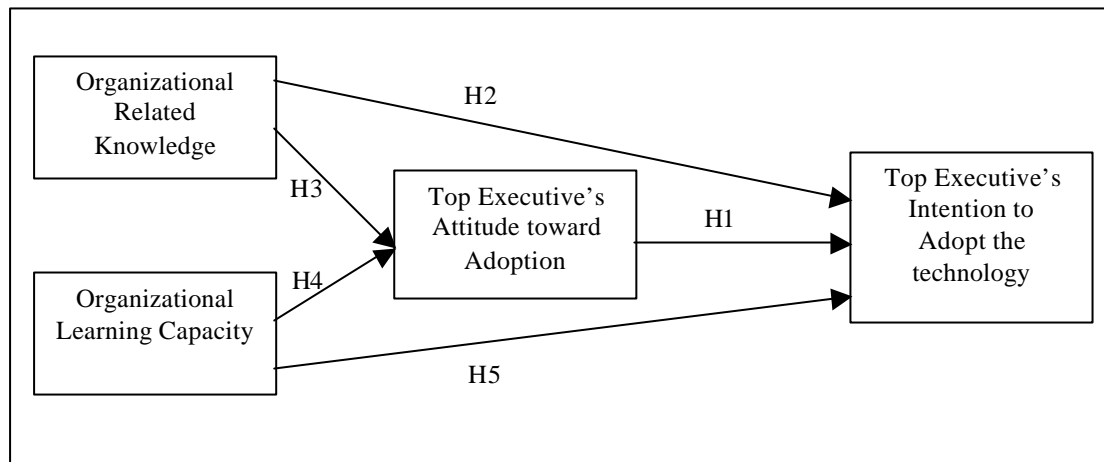 Organizational
Related
Knowledge
H2
H3
Top Executive's
Attitude toward
Adoption
H1
Top Executive's
Intention to
Adopt the
technology
H4
Organizational
Learning Capacity
H5